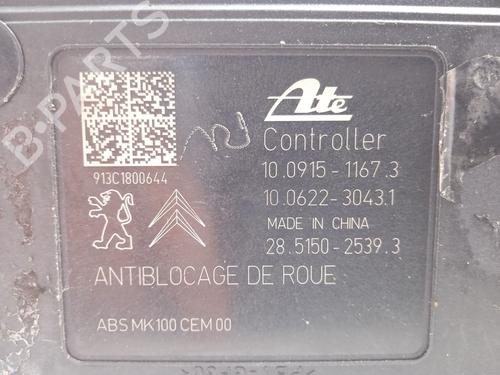 B-PARTS
Ate
Controller
913C1800644
10.0915-1167.3
10.0622-3043.1
MADE IN CHINA
28.5150-2539.3
ANTIBLOCAGE DE ROUE
ABS MK100 CEM 00